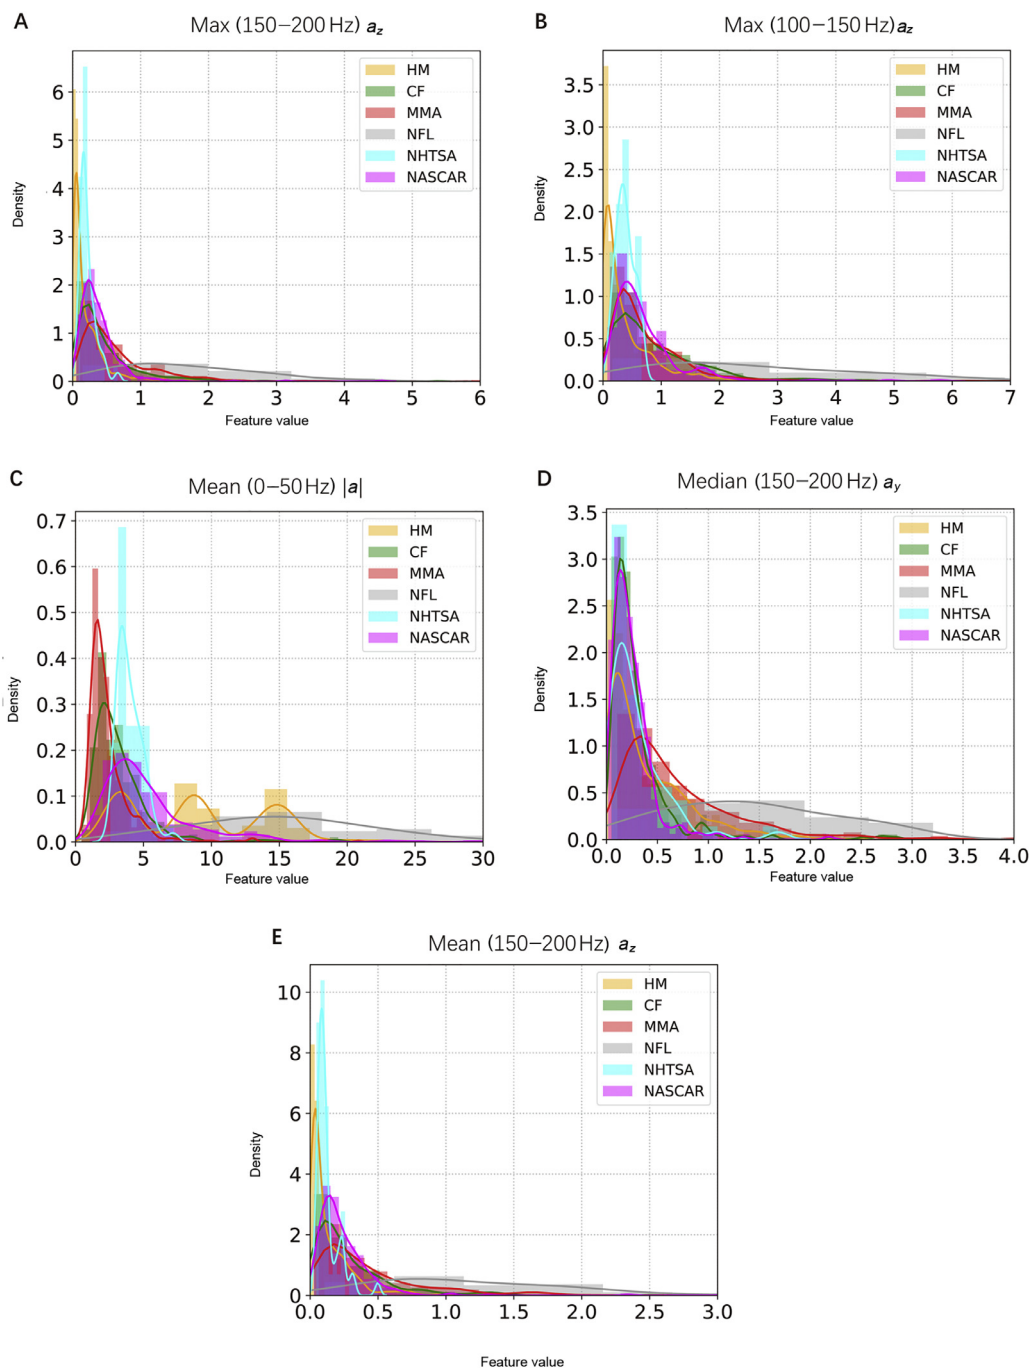 A
Max (150–200 Hz) a_z
Density
6
5
4
3
2
1
0
0 1 2 3 4 5 6
Feature value
HM
CF
MMA
NFL
NHTSA
NASCAR
B
Max (100–150 Hz) a_z
Density
3.5
3.0
2.5
2.0
1.5
1.0
0.5
0.0
0 1 2 3 4 5 6 7
Feature value
HM
CF
MMA
NFL
NHTSA
NASCAR
C
Mean (0–50 Hz) |a|
Density
0.7
0.6
0.5
0.4
0.3
0.2
0.1
0.0
0 5 10 15 20 25 30
Feature value
HM
CF
MMA
NFL
NHTSA
NASCAR
D
Median (150–200 Hz) a_y
Density
3.5
3.0
2.5
2.0
1.5
1.0
0.5
0.0
0.0 0.5 1.0 1.5 2.0 2.5 3.0 3.5 4.0
Feature value
HM
CF
MMA
NFL
NHTSA
NASCAR
E
Mean (150–200 Hz) a_z
Density
10
8
6
4
2
0
0.0 0.5 1.0 1.5 2.0 2.5 3.0
Feature value
HM
CF
MMA
NFL
NHTSA
NASCAR